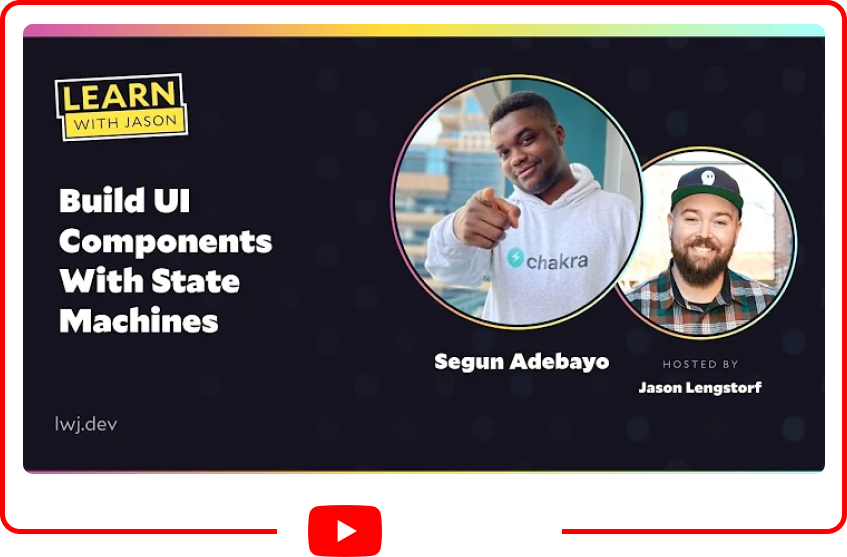 LEARN
WITH JASON
Build UI
Components
With State
Machines
chakra
Segun Adebayo
HOSTED BY
Jason Lengstorf
lwj.dev